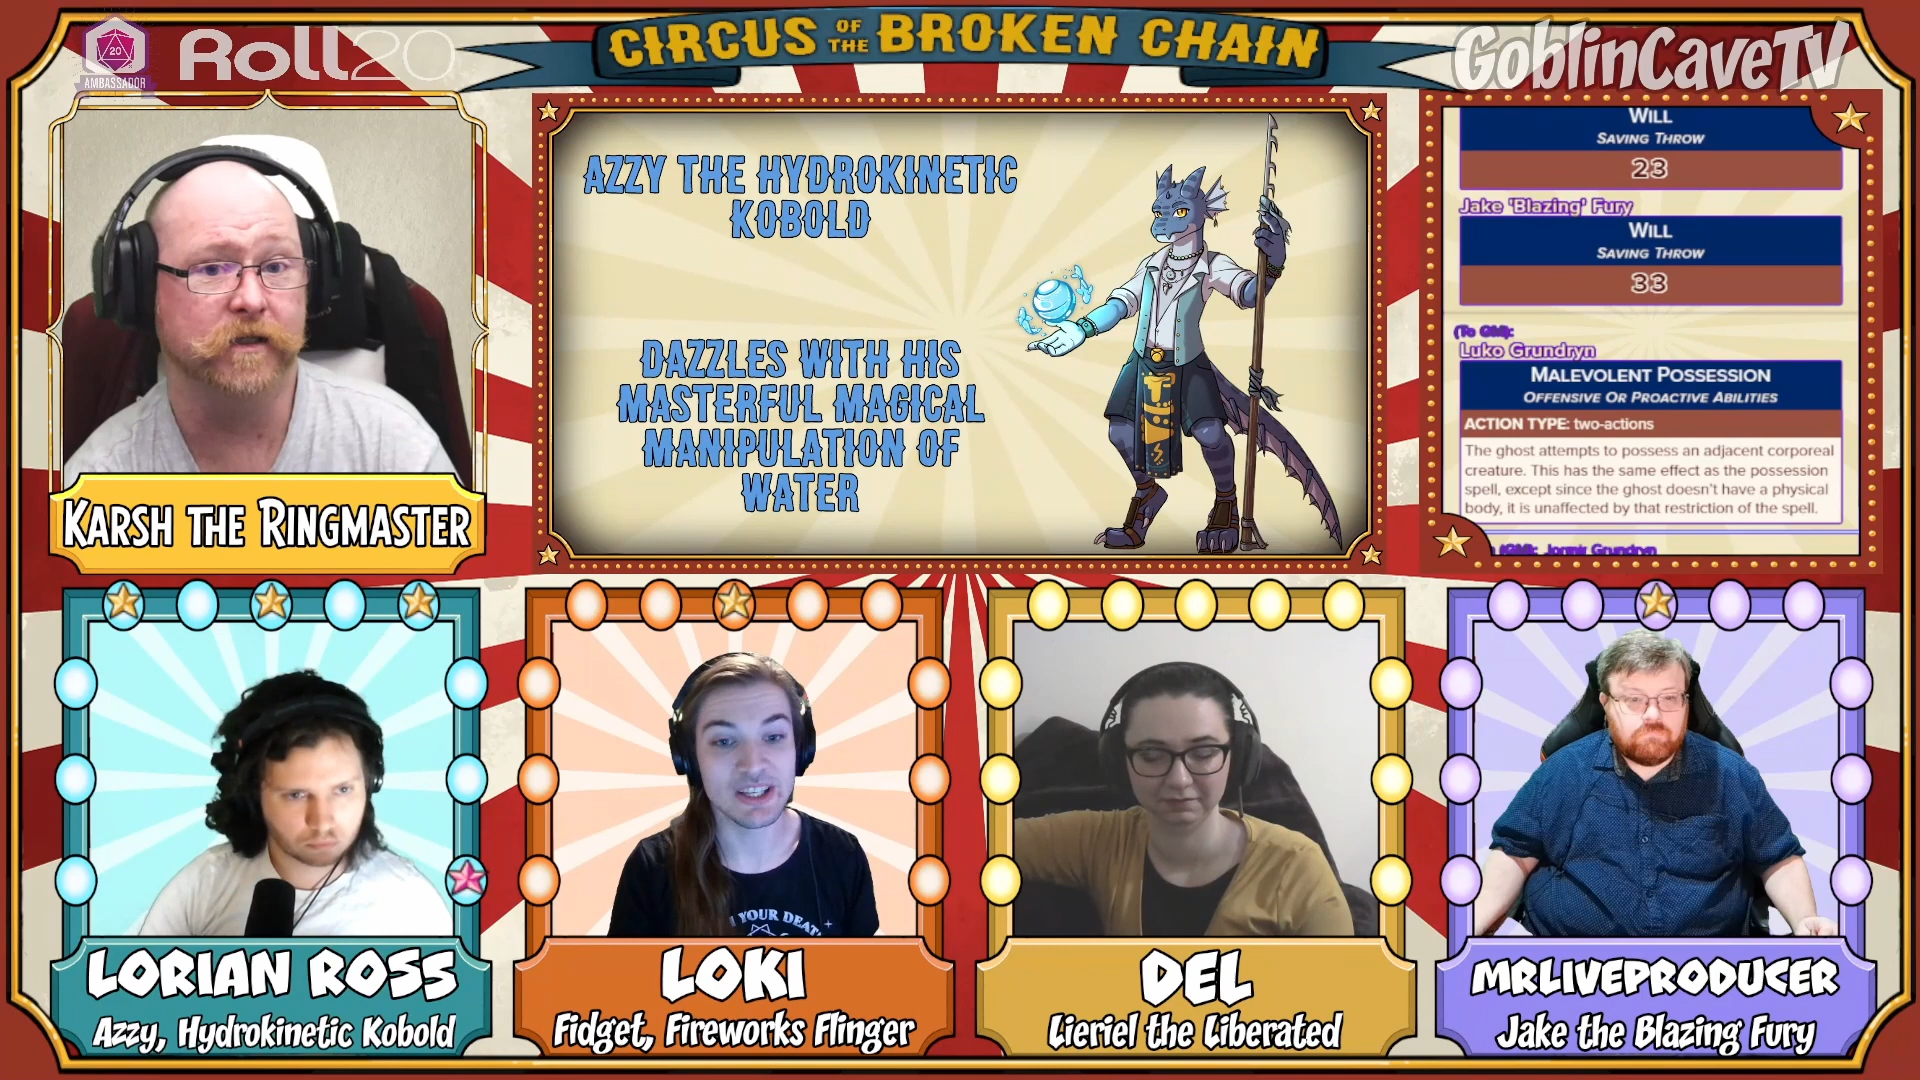 20
AMBASSADOR
Roll20
CIRCUS OF THE BROKEN CHAIN
GoblinCaveTV
AZZY THE HYDROKINETIC
KOBOLD
DAZZLES WITH HIS
MASTERFUL MAGICAL
MANIPULATION OF
WATER
WILL
SAVING THROW
23
Jake 'Blazing' Fury
WILL
SAVING THROW
33
(To GM):
Luko Grundryn
MALEVOLENT POSSESSION
OFFENSIVE OR PROACTIVE ABILITIES
ACTION TYPE: two-actions
The ghost attempts to possess an adjacent corporeal
creature. This has the same effect as the possession
spell, except since the ghost doesn't have a physical
body, it is unaffected by that restriction of the spell.
KARSH THE RINGMASTER
YOUR DEAT
LORIAN ROSS
Azzy, Hydrokinetic Kobold
LOKI
Fidget, Fireworks Flinger
DEL
Lieriel the Liberated
MRLIVEPRODUCER
Jake the Blazing Fury